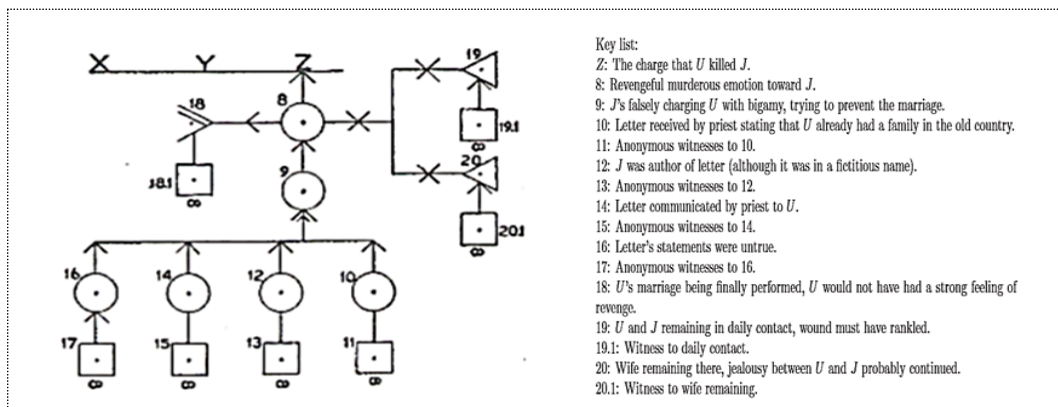 X Y Z
19
18
8
19.1
∞
20
18.1
∞
9
20.1
∞
16 14 12 10
17 15 13 11
∞ ∞ ∞ ∞
Key list:
Z: The charge that U killed J.
8: Revengeful murderous emotion toward J.
9: J's falsely charging U with bigamy, trying to prevent the marriage.
10: Letter received by priest stating that U already had a family in the old country.
11: Anonymous witnesses to 10.
12: J was author of letter (although it was in a fictitious name).
13: Anonymous witnesses to 12.
14: Letter communicated by priest to U.
15: Anonymous witnesses to 14.
16: Letter's statements were untrue.
17: Anonymous witnesses to 16.
18: U's marriage being finally performed, U would not have had a strong feeling of
revenge.
19: U and J remaining in daily contact, wound must have rankled.
19.1: Witness to daily contact.
20: Wife remaining there, jealousy between U and J probably continued.
20.1: Witness to wife remaining.